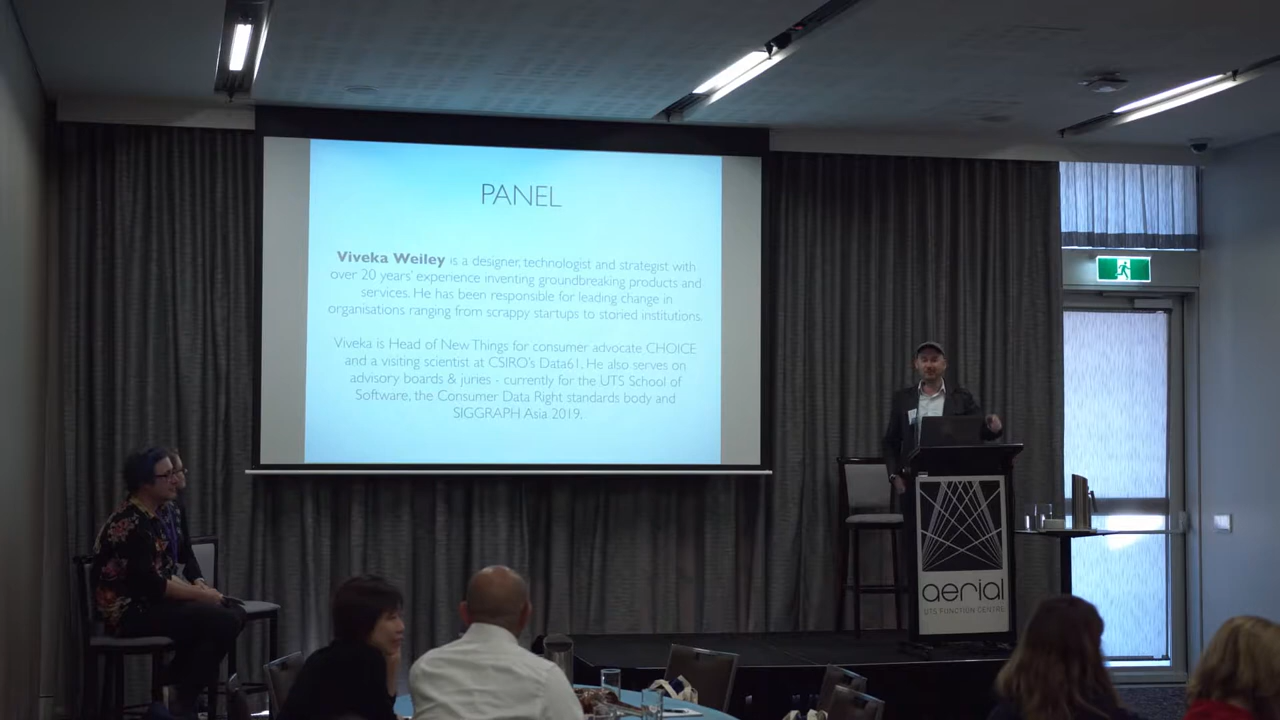 PANEL
Viveka Weiley is a designer, technologist and strategist with
over 20 years' experience inventing groundbreaking products and
services. He has been responsible for leading change in
organisations ranging from scrappy startups to storied institutions.
Viveka is Head of New Things for consumer advocate CHOICE
and a visiting scientist at CSIRO's Data61. He also serves on
advisory boards & juries - currently for the UTS School of
Software, the Consumer Data Right standards body and
SIGGRAPH Asia 2019.
aerial
UTS FUNCTION CENTRE